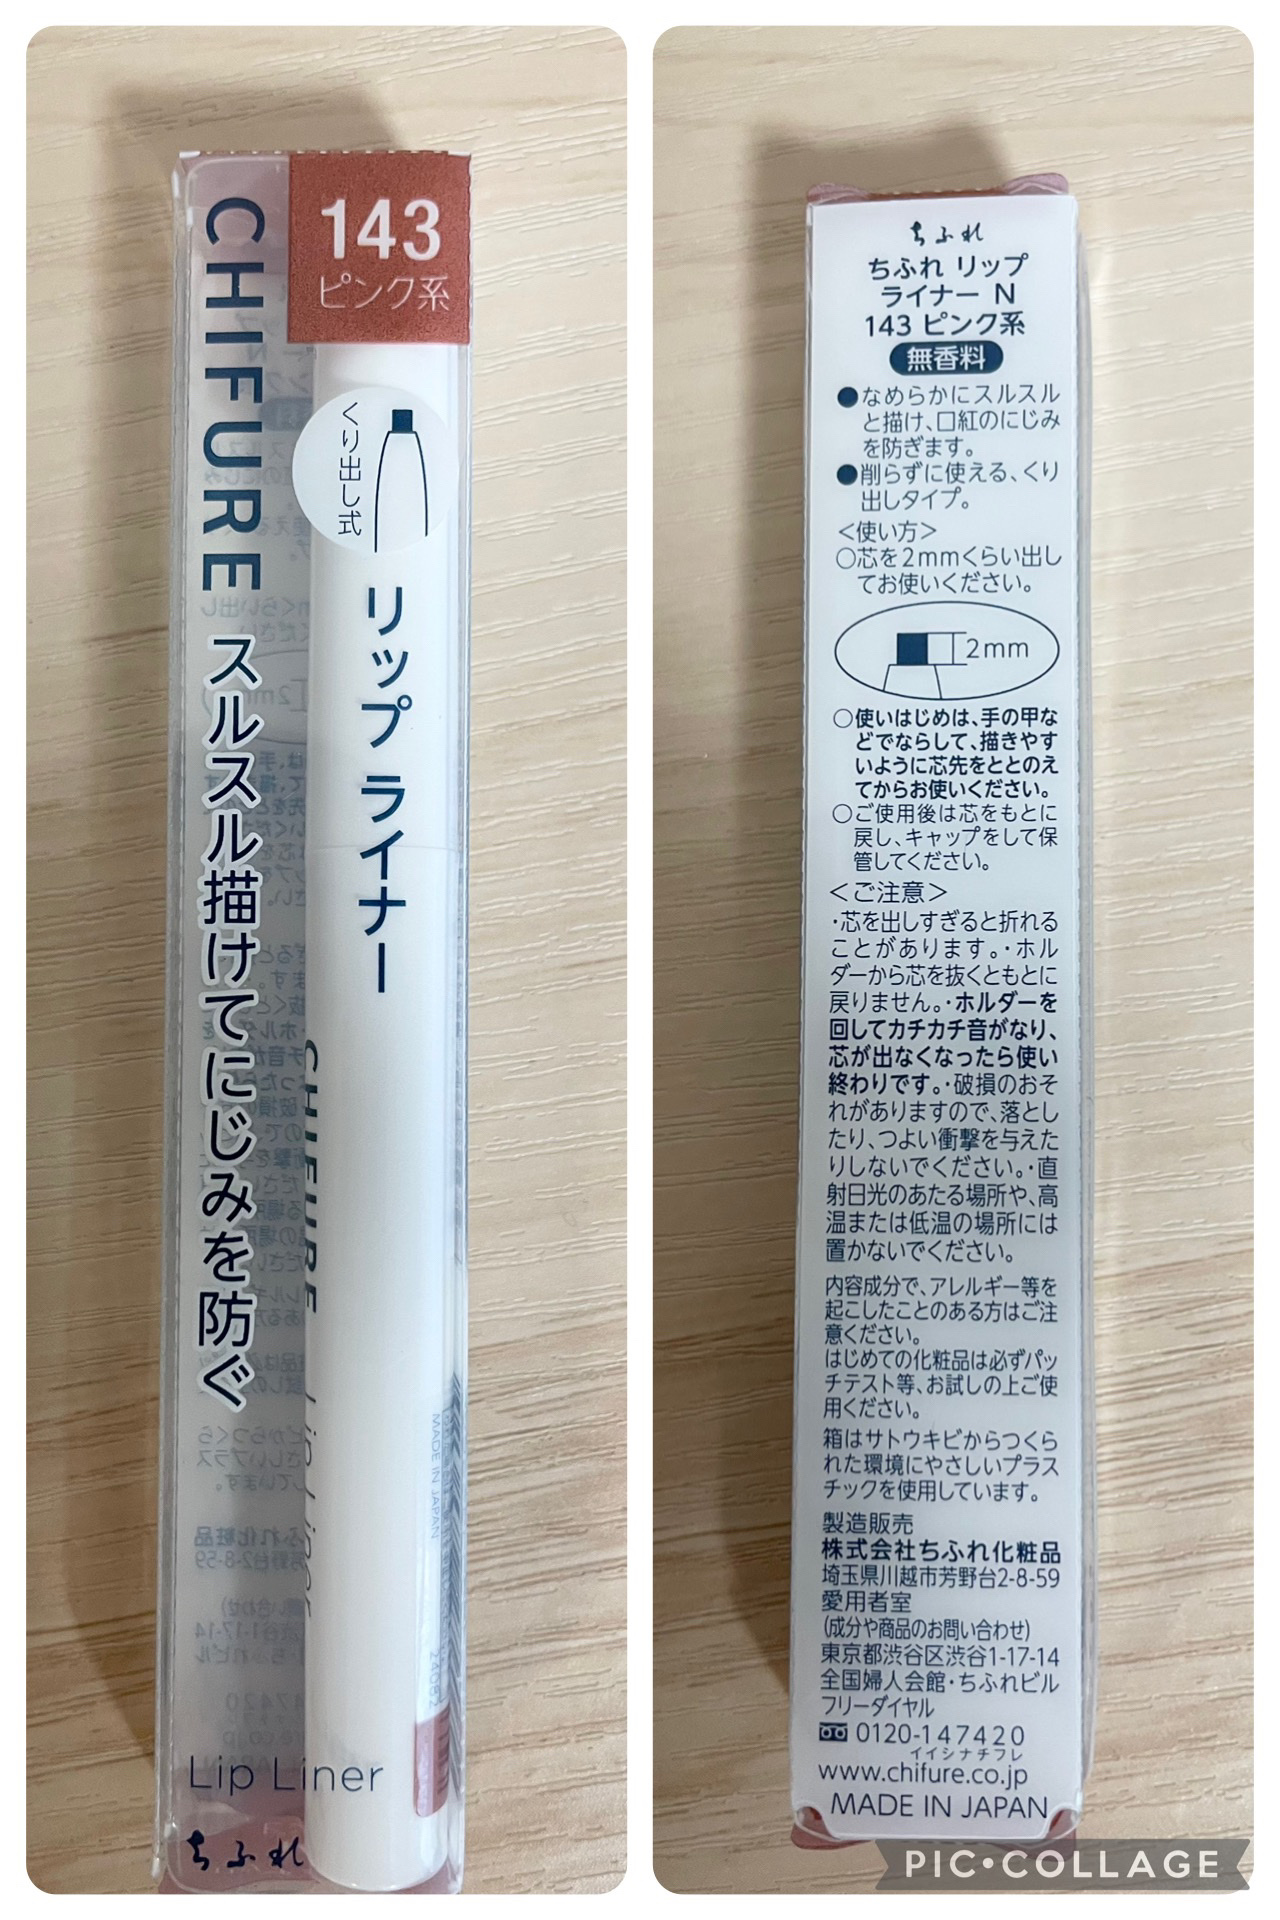 143
ピンク系
CHIFURE スルスル描けてにじみを防ぐ
くり出し式
リップ ライナー
CHIFURE Lip Liner
MADE IN JAPAN
Lip Liner
ちふれ
ちふれ
ちふれ リップ
ライナー N
143 ピンク系
無香料
●なめらかにスルスル
と描け、口紅のにじみ
を防ぎます。
●削らずに使える、くり
出しタイプ。
<使い方>
○芯を2mmくらい出し
てお使いください。
2mm
○使いはじめは、手の甲な
どでならして、描きやす
いように芯先をととのえ
てからお使いください。
○ご使用後は芯をもとに
戻し、キャップをして保
管してください。
<ご注意>
・芯を出しすぎると折れる
ことがあります。・ホル
ダーから芯を抜くともとに
戻りません。・ホルダーを
回してカチカチ音がなり、
芯が出なくなったら使い
終わりです。・破損のおそ
れがありますので、落とし
たり、つよい衝撃を与えた
りしないでください。・直
射日光のあたる場所や、高
温または低温の場所には
置かないでください。
内容成分で、アレルギー等を
起こしたことのある方はご注
意ください。
はじめての化粧品は必ずパッ
チテスト等、お試しの上ご使
用ください。
箱はサトウキビからつくら
れた環境にやさしいプラス
チックを使用しています。
製造販売
株式会社ちふれ化粧品
埼玉県川越市芳野台2-8-59
愛用者室
(成分や商品のお問い合わせ)
東京都渋谷区渋谷1-17-14
全国婦人会館・ちふれビル
フリーダイヤル
0120-147420
イイシナチフレ
www.chifure.co.jp
MADE IN JAPAN
PIC•COLLAGE